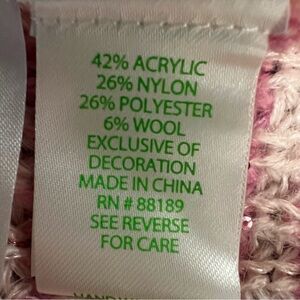 42% ACRYLIC
26% NYLON
26% POLYESTER
6% WOOL
EXCLUSIVE OF
DECORATION
MADE IN CHINA
RN # 88189
SEE REVERSE
FOR CARE